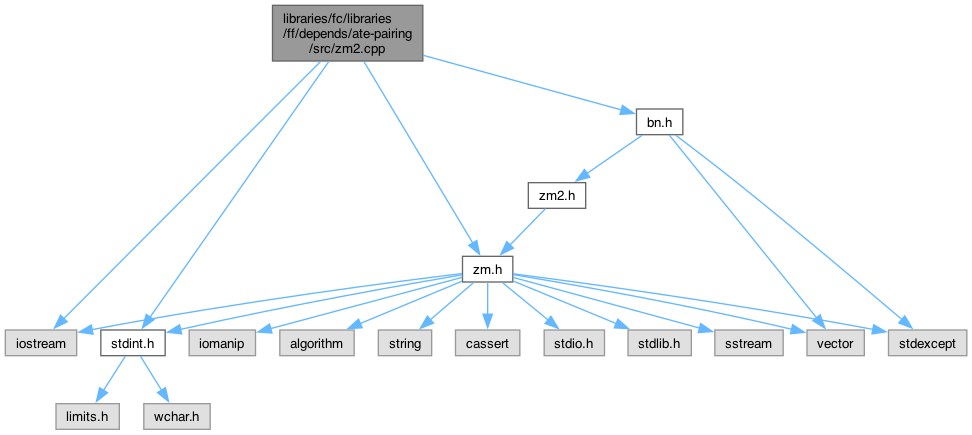 libraries/fc/libraries
/ff/depends/ate-pairing
/src/zm2.cpp
bn.h
zm2.h
zm.h
iostream
stdint.h
iomanip
algorithm
string
cassert
stdio.h
stdlib.h
sstream
vector
stdexcept
limits.h
wchar.h